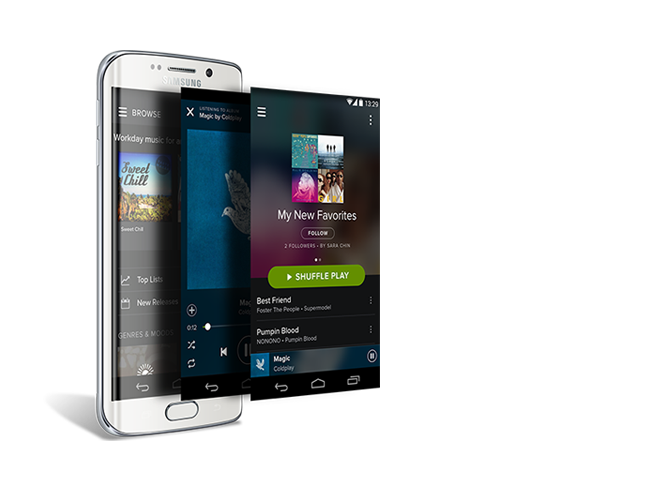 SAMSUNG
BROWSE
Workday music for a
Sweet
Chill
Sweet Chill
Top Lists
New Releases
GENRES & MOODS
LISTENING TO ALBUM
Magic by Coldplay
Magic
0:12
13:29
My New Favorites
FOLLOW
2 FOLLOWERS • BY SARA CHIN
SHUFFLE PLAY
Best Friend
Foster The People • Supermodel
Pumpin Blood
NONONO • Pumpin Blood
Magic
Coldplay